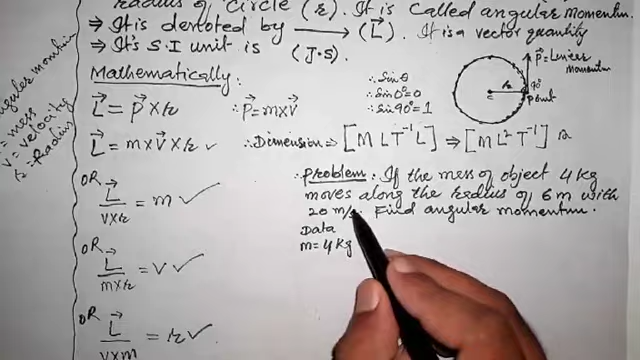 radius of circle (r). It is called angular momentum.
⇒ It is denoted by ⟶ (L⃗). It is a vector quantity
⇒ It's S.I unit is (J·S)
P⃗ = Linear
momentum
90°
r
c
Point
angular momentum
= mess
v = velocity
r = Radius
Mathematically:
L⃗ = P⃗ × r
∴ P⃗ = m×v⃗
∴ Sin θ
∴ Sin 0° = 0
∴ Sin 90° = 1
L⃗ = m×v⃗×r ✓
∴ Dimension ⇒ [M L T⁻¹ L] ⇒ [M L² T⁻¹]
OR
L⃗/v×r = m ✓
OR
L⃗/m×r = v ✓
OR
L⃗/v×m = r ✓
∴ Problem: If the mess of object 4 Kg
moves along the radius of 6 m with
20 m/s. Find angular momentum.
Data
m = 4 Kg